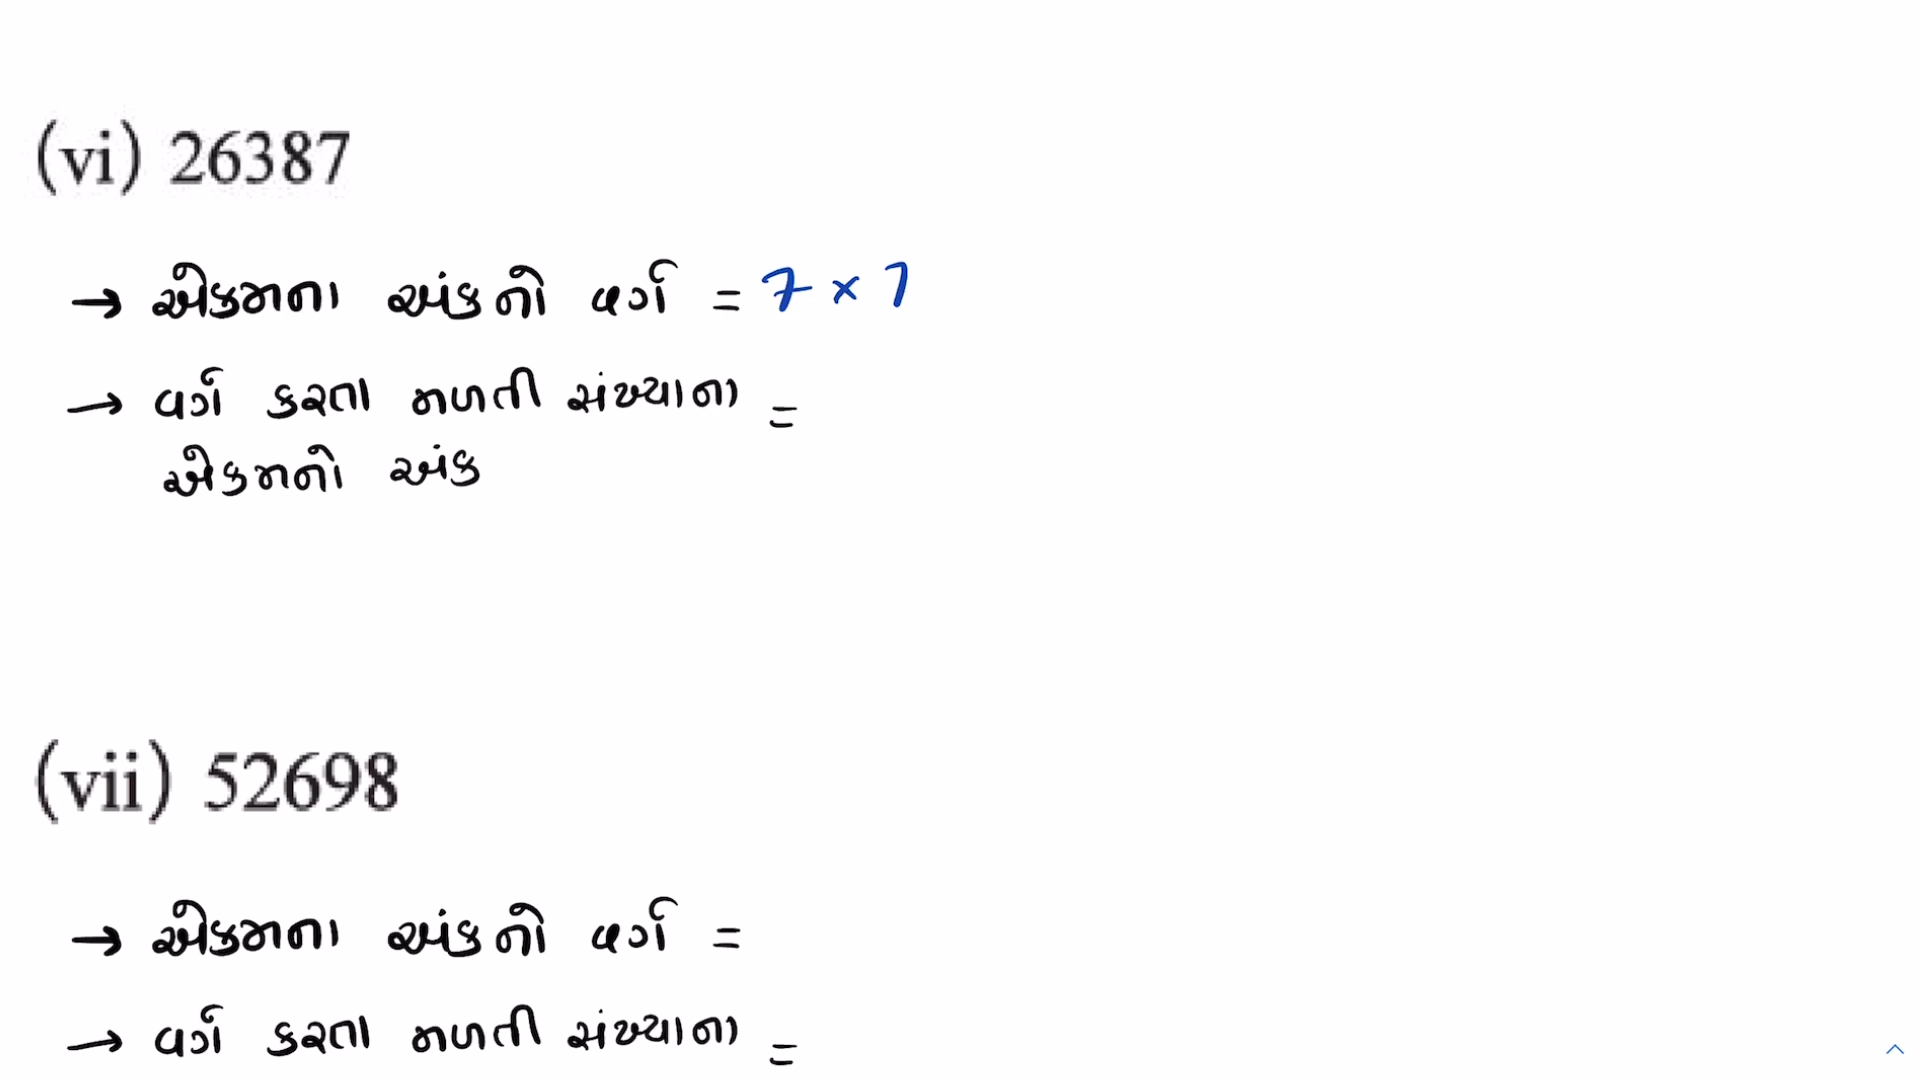 (vi) 26387
→ એકમના અંકનો વર્ગ = 7 × 7
→ વર્ગ કરતા મળતી સંખ્યાના =
એકમનો અંક
(vii) 52698
→ એકમના અંકનો વર્ગ =
→ વર્ગ કરતા મળતી સંખ્યાના =